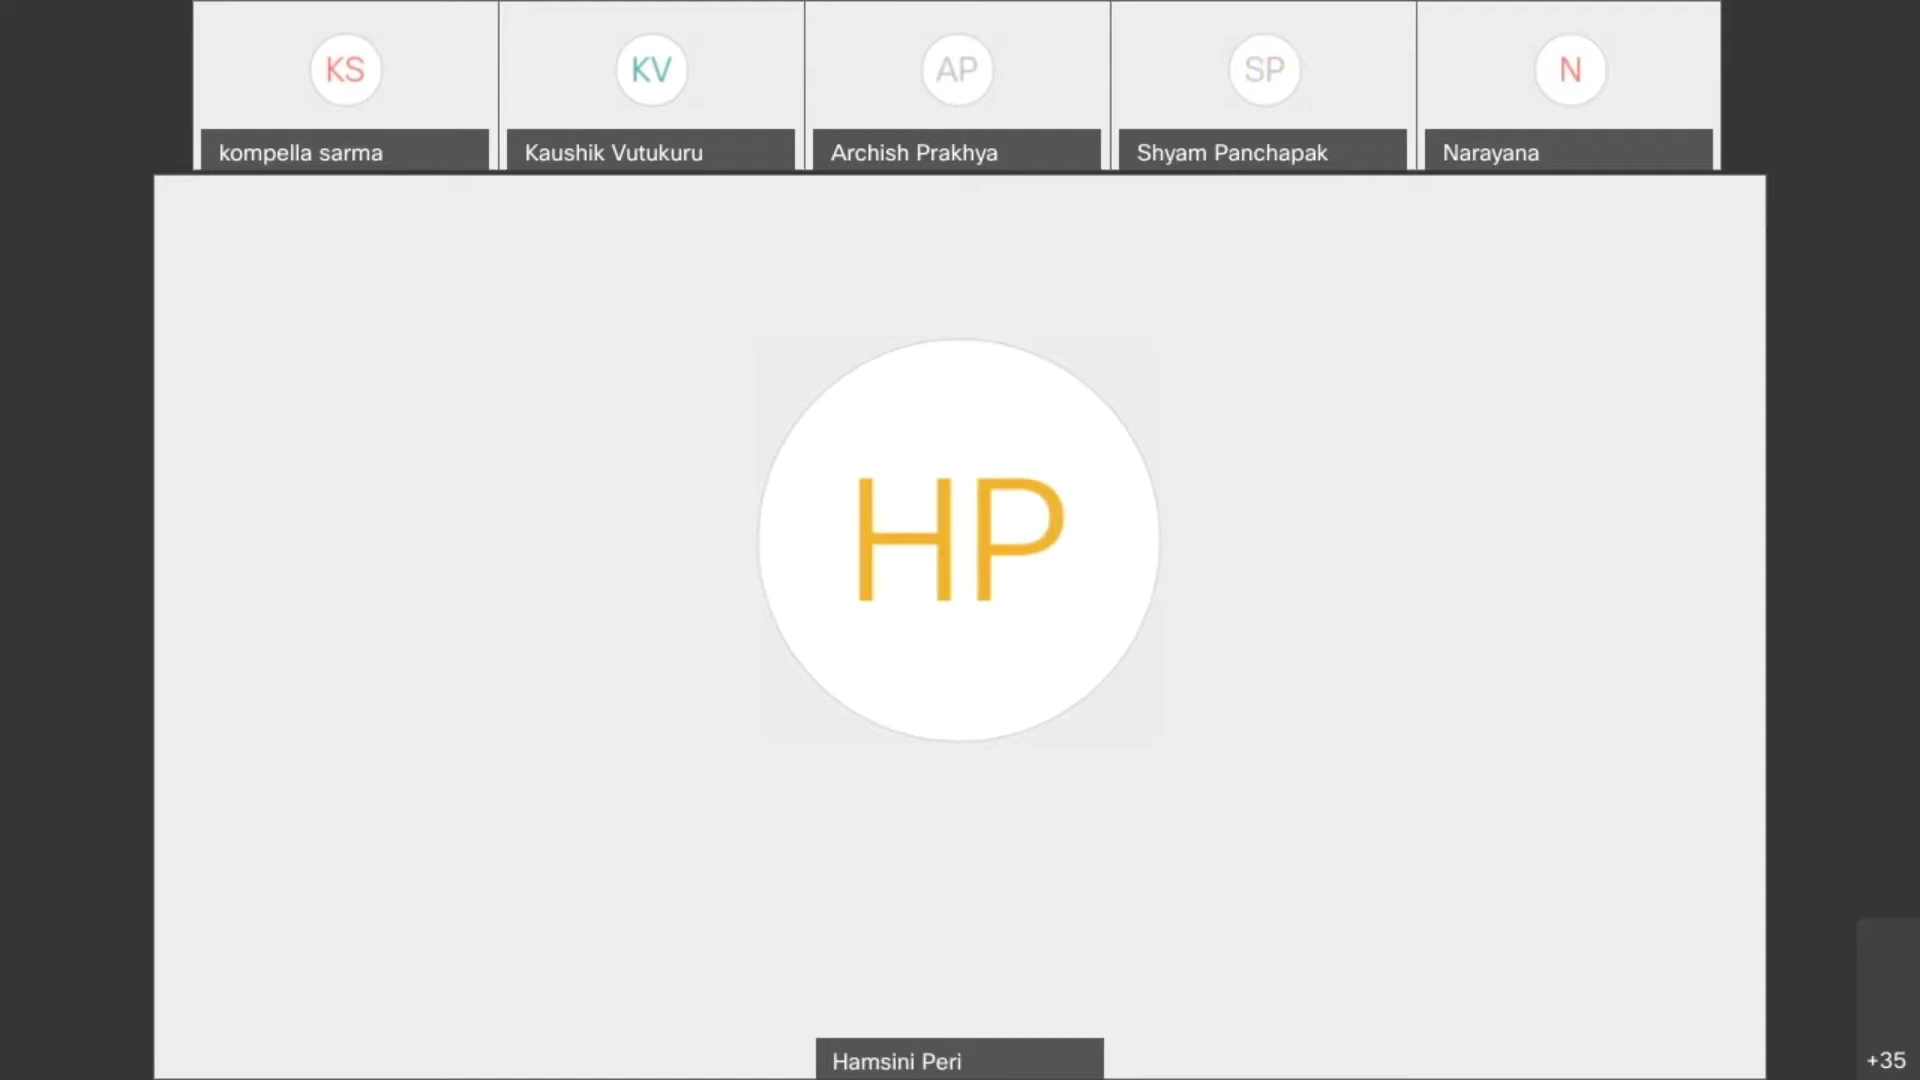 KS
KV
AP
SP
N
kompella sarma
Kaushik Vutukuru
Archish Prakhya
Shyam Panchapak
Narayana
HP
Hamsini Peri
+35